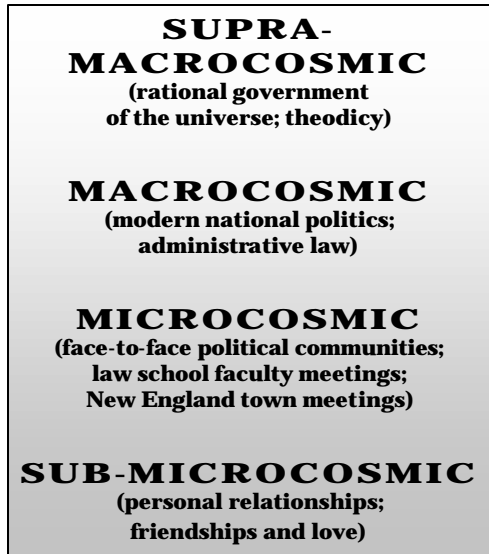 SUPRA-
MACROCOSMIC
(rational government
of the universe; theodicy)
MACROCOSMIC
(modern national politics;
administrative law)
MICROCOSMIC
(face-to-face political communities;
law school faculty meetings;
New England town meetings)
SUB-MICROCOSMIC
(personal relationships;
friendships and love)